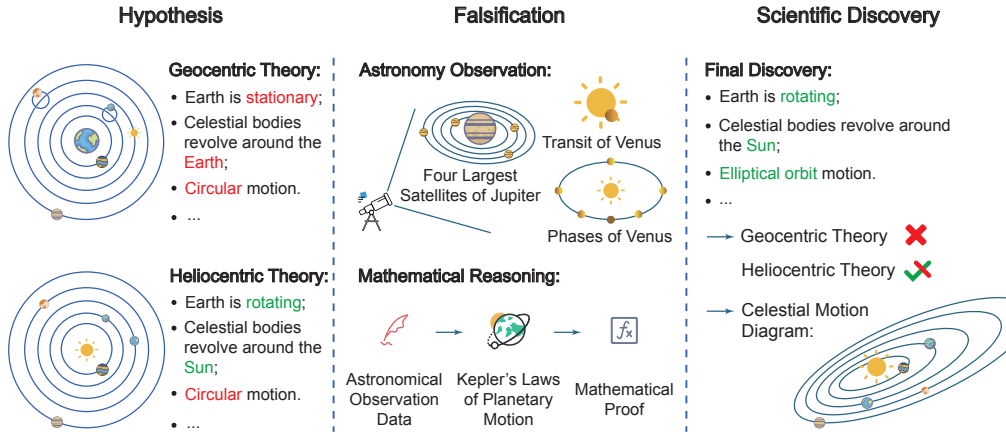 Hypothesis
Geocentric Theory:
• Earth is stationary;
• Celestial bodies
revolve around the
Earth;
• Circular motion.
• ...
Heliocentric Theory:
• Earth is rotating;
• Celestial bodies
revolve around the
Sun;
• Circular motion.
• ...
Falsification
Astronomy Observation:
Four Largest
Satellites of Jupiter
Transit of Venus
Phases of Venus
Mathematical Reasoning:
Astronomical
Observation
Data
Kepler's Laws
of Planetary
Motion
fx
Mathematical
Proof
Scientific Discovery
Final Discovery:
• Earth is rotating;
• Celestial bodies revolve around
the Sun;
• Elliptical orbit motion.
• ...
Geocentric Theory
Heliocentric Theory
Celestial Motion
Diagram: